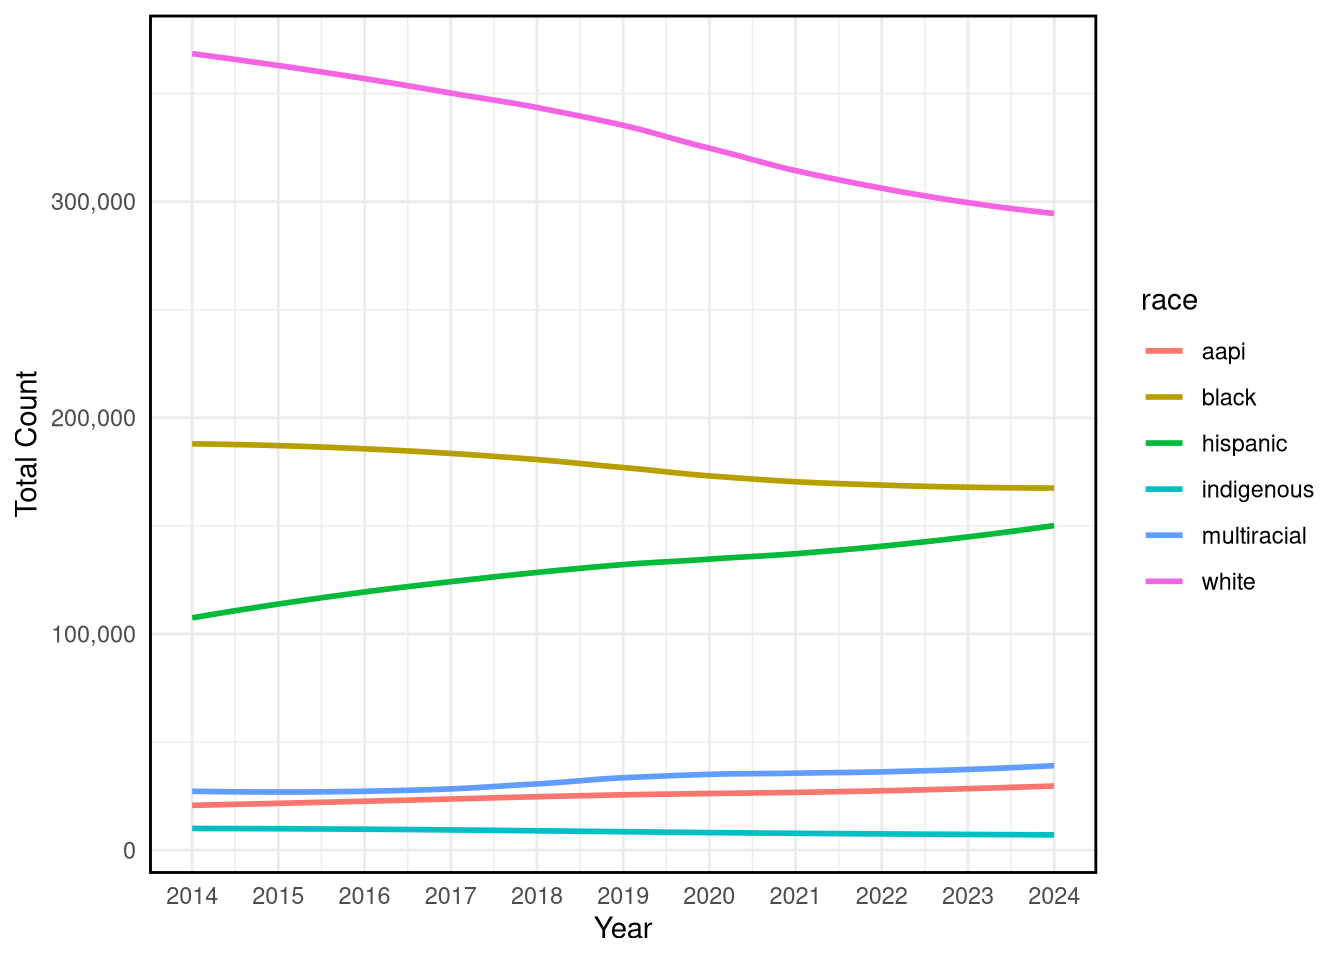 Total Count
300,000
200,000
100,000
0
2014 2015 2016 2017 2018 2019 2020 2021 2022 2023 2024
Year
race
aapi
black
hispanic
indigenous
multiracial
white